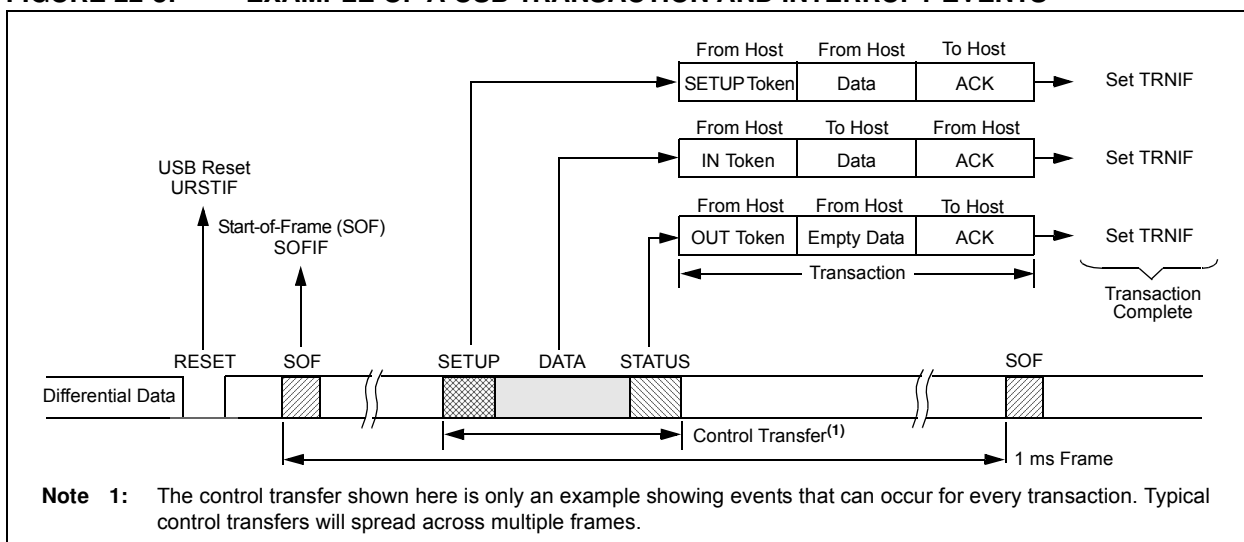 From Host From Host To Host
SETUP Token Data ACK Set TRNIF
From Host To Host From Host
IN Token Data ACK Set TRNIF
USB Reset
URSTIF
From Host From Host To Host
Start-of-Frame (SOF)
SOFIF
OUT Token Empty Data ACK Set TRNIF
Transaction
Transaction
Complete
RESET SOF SETUP DATA STATUS SOF
Differential Data
Control Transfer(1)
1 ms Frame
Note 1: The control transfer shown here is only an example showing events that can occur for every transaction. Typical
control transfers will spread across multiple frames.